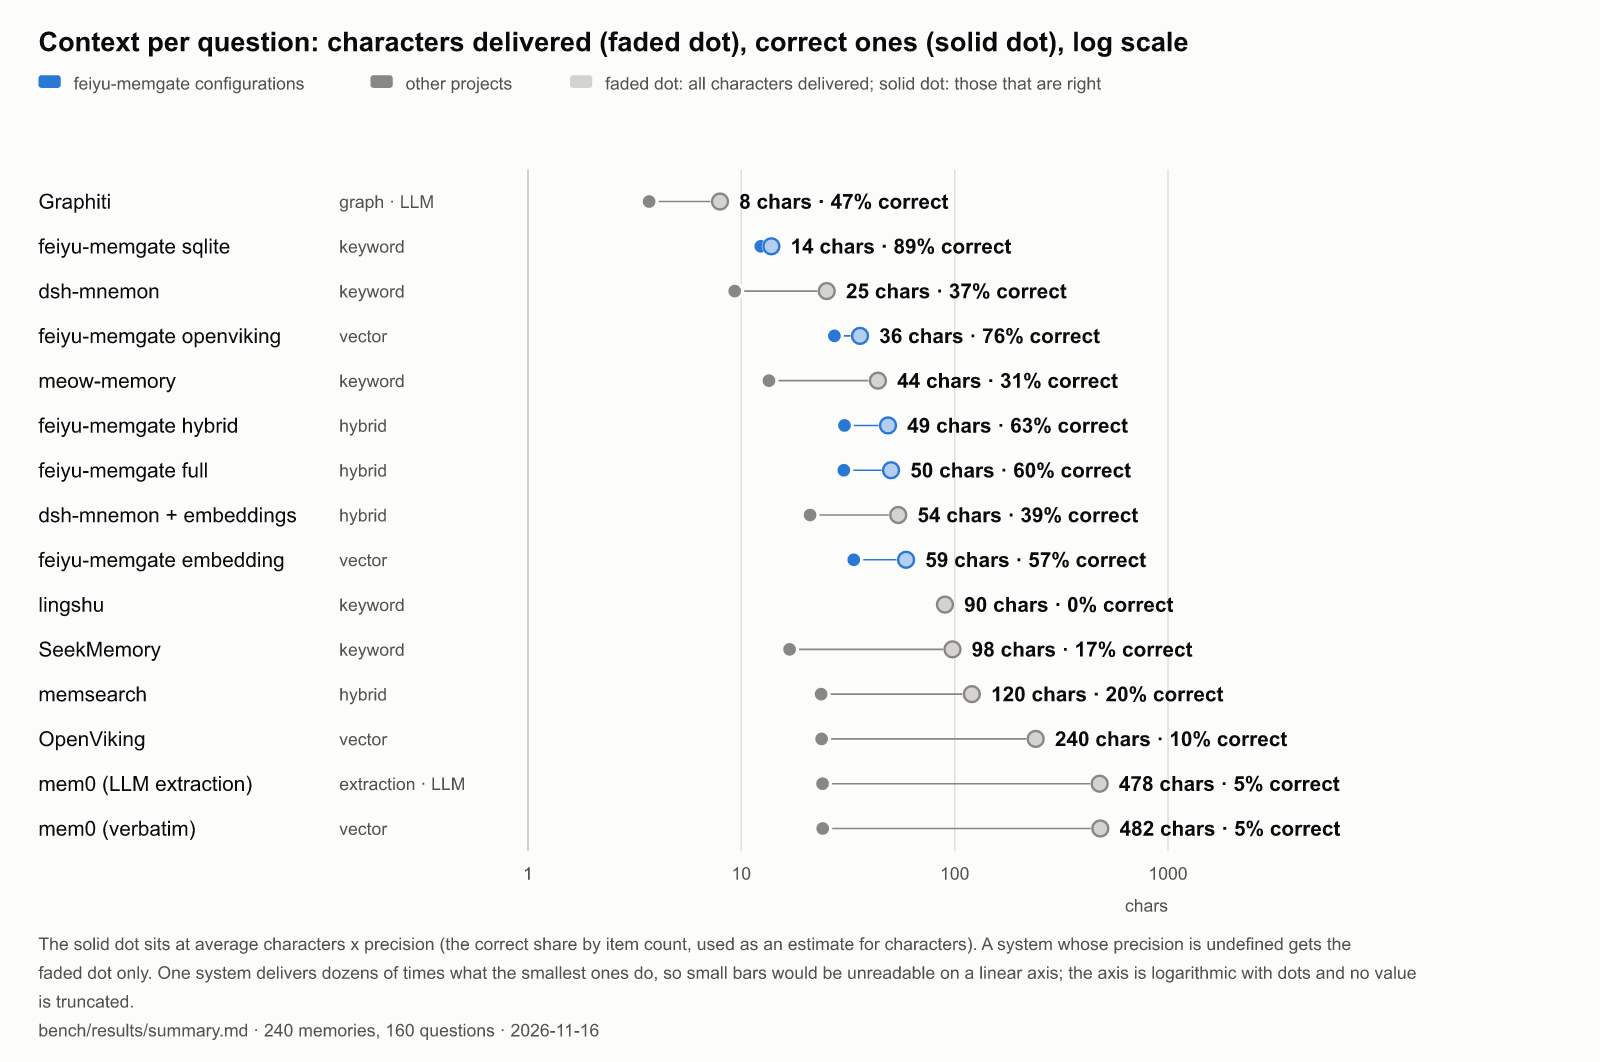 Context per question: characters delivered (faded dot), correct ones (solid dot), log scale
feiyu-memgate configurations other projects faded dot: all characters delivered; solid dot: those that are right
Graphiti graph · LLM 8 chars · 47% correct
feiyu-memgate sqlite keyword 14 chars · 89% correct
dsh-mnemon keyword 25 chars · 37% correct
feiyu-memgate openviking vector 36 chars · 76% correct
meow-memory keyword 44 chars · 31% correct
feiyu-memgate hybrid hybrid 49 chars · 63% correct
feiyu-memgate full hybrid 50 chars · 60% correct
dsh-mnemon + embeddings hybrid 54 chars · 39% correct
feiyu-memgate embedding vector 59 chars · 57% correct
lingshu keyword 90 chars · 0% correct
SeekMemory keyword 98 chars · 17% correct
memsearch hybrid 120 chars · 20% correct
OpenViking vector 240 chars · 10% correct
mem0 (LLM extraction) extraction · LLM 478 chars · 5% correct
mem0 (verbatim) vector 482 chars · 5% correct
1 10 100 1000
chars
The solid dot sits at average characters x precision (the correct share by item count, used as an estimate for characters). A system whose precision is undefined gets the
faded dot only. One system delivers dozens of times what the smallest ones do, so small bars would be unreadable on a linear axis; the axis is logarithmic with dots and no value
is truncated.
bench/results/summary.md · 240 memories, 160 questions · 2026-11-16